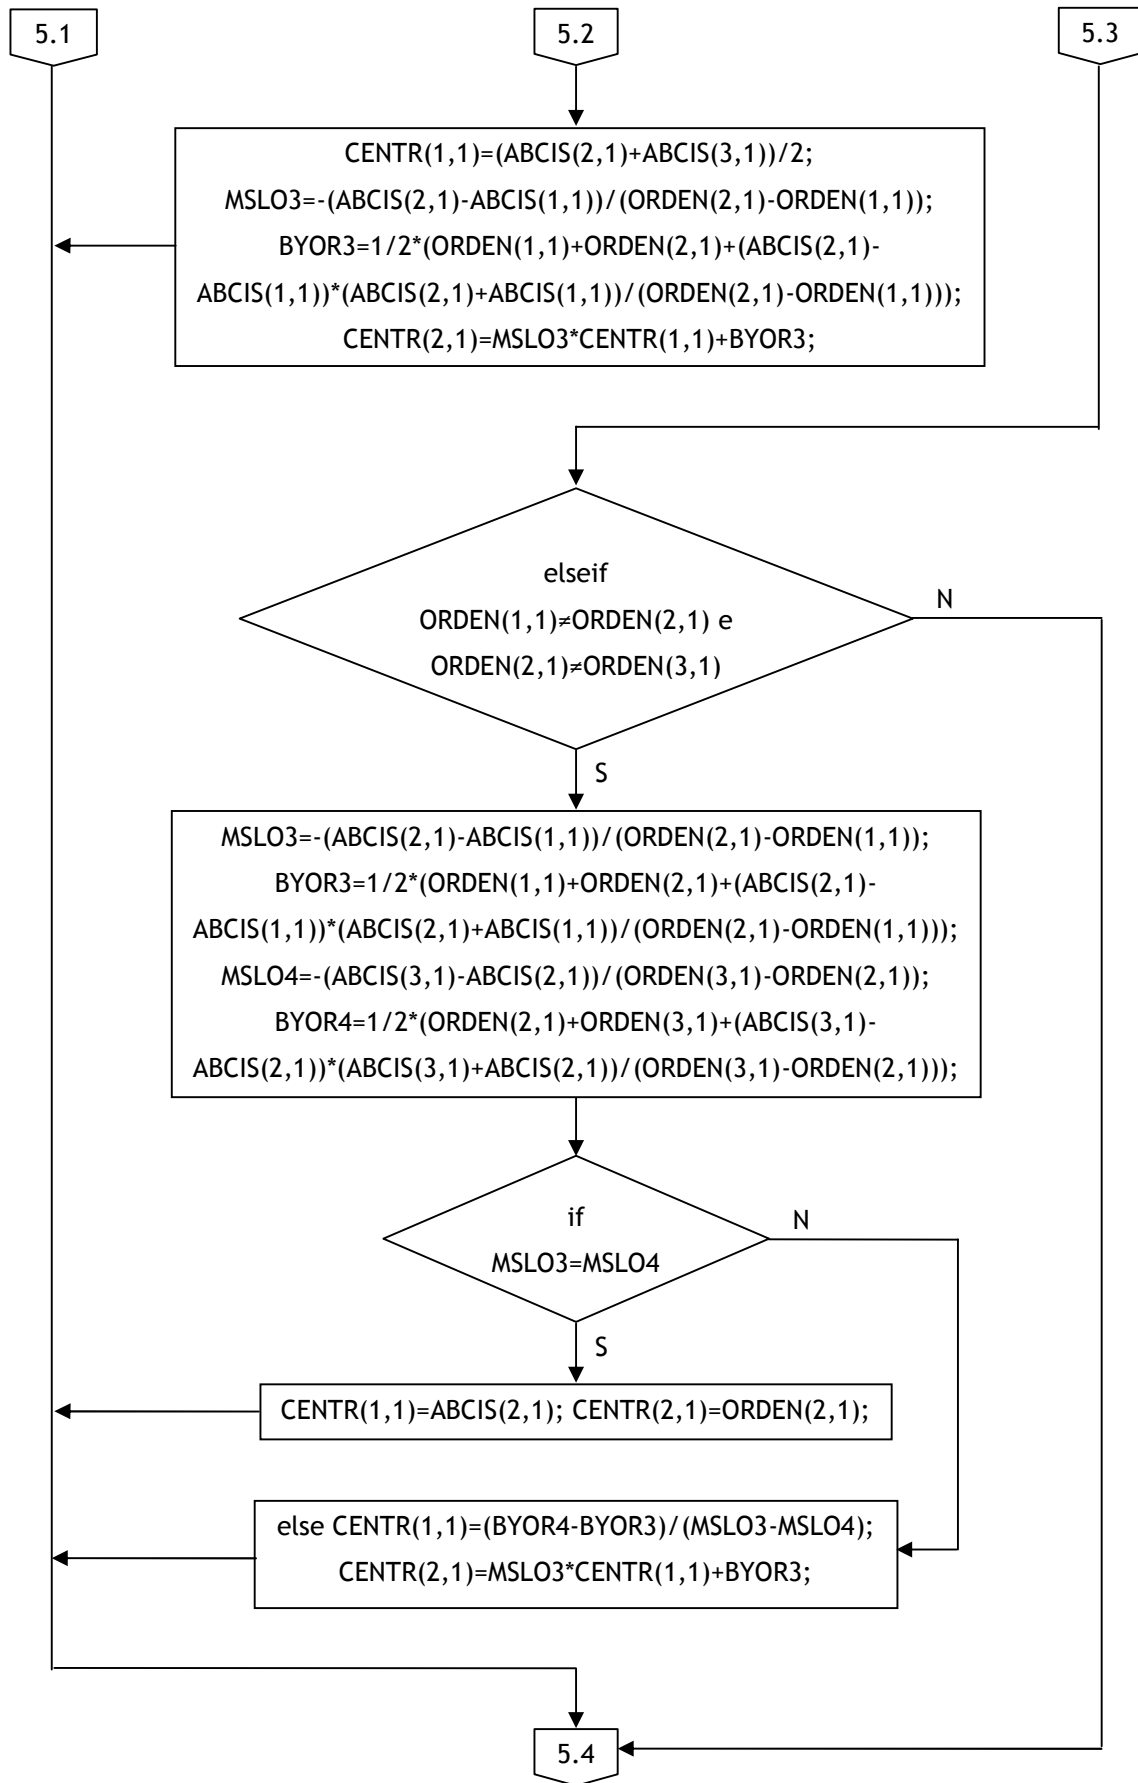 5.1
5.2
5.3
CENTR(1,1)=(ABCIS(2,1)+ABCIS(3,1))/2;
MSLO3=-(ABCIS(2,1)-ABCIS(1,1))/(ORDEN(2,1)-ORDEN(1,1));
BYOR3=1/2*(ORDEN(1,1)+ORDEN(2,1)+(ABCIS(2,1)-
ABCIS(1,1))*(ABCIS(2,1)+ABCIS(1,1))/(ORDEN(2,1)-ORDEN(1,1)));
CENTR(2,1)=MSLO3*CENTR(1,1)+BYOR3;
elseif
ORDEN(1,1)≠ORDEN(2,1) e
ORDEN(2,1)≠ORDEN(3,1)
N
S
MSLO3=-(ABCIS(2,1)-ABCIS(1,1))/(ORDEN(2,1)-ORDEN(1,1));
BYOR3=1/2*(ORDEN(1,1)+ORDEN(2,1)+(ABCIS(2,1)-
ABCIS(1,1))*(ABCIS(2,1)+ABCIS(1,1))/(ORDEN(2,1)-ORDEN(1,1)));
MSLO4=-(ABCIS(3,1)-ABCIS(2,1))/(ORDEN(3,1)-ORDEN(2,1));
BYOR4=1/2*(ORDEN(2,1)+ORDEN(3,1)+(ABCIS(3,1)-
ABCIS(2,1))*(ABCIS(3,1)+ABCIS(2,1))/(ORDEN(3,1)-ORDEN(2,1)));
if
MSLO3=MSLO4
N
S
CENTR(1,1)=ABCIS(2,1); CENTR(2,1)=ORDEN(2,1);
else CENTR(1,1)=(BYOR4-BYOR3)/(MSLO3-MSLO4);
CENTR(2,1)=MSLO3*CENTR(1,1)+BYOR3;
5.4